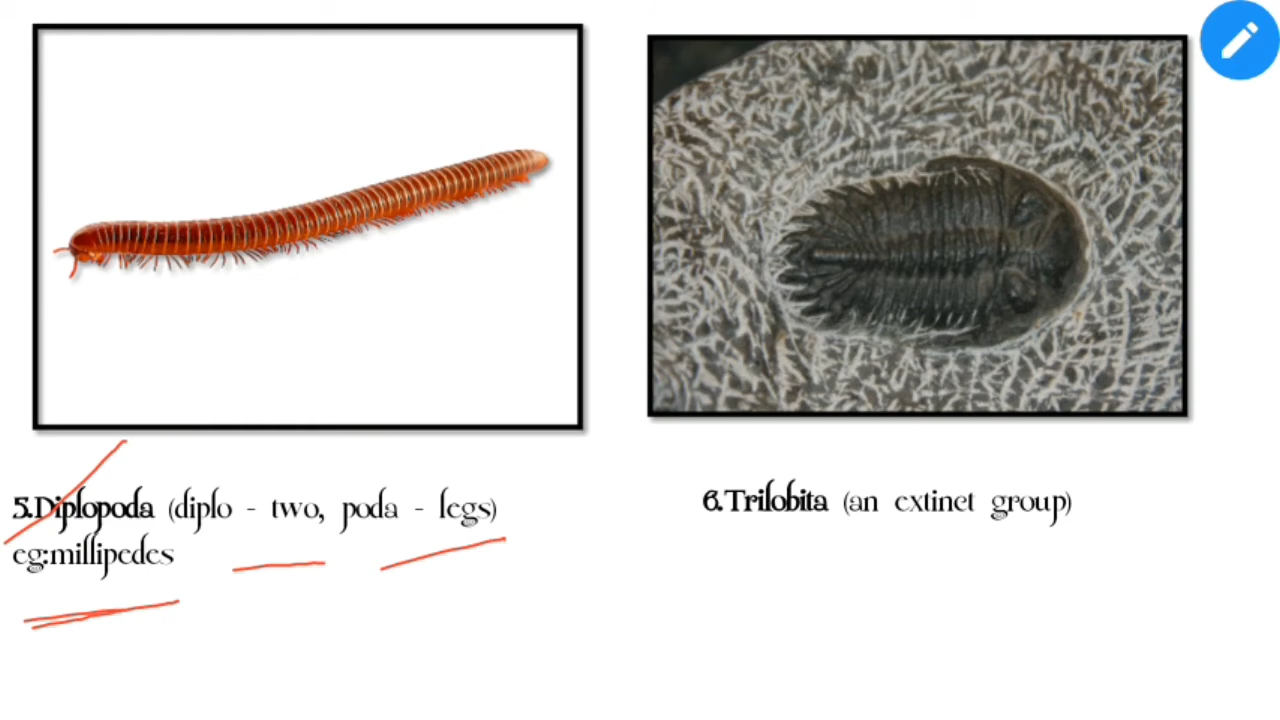 5.Diplopoda (diplo - two, poda - legs)
eg:millipedes
6.Trilobita (an extinct group)